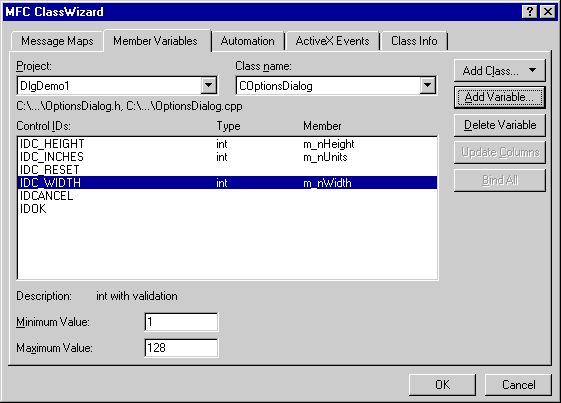 MFC ClassWizard
Message Maps Member Variables Automation ActiveX Events Class Info
Project: Class name:
DlgDemo1 COptionsDialog
C:\...\OptionsDialog.h, C:\...\OptionsDialog.cpp
Control IDs: Type Member
IDC_HEIGHT int m_nHeight
IDC_INCHES int m_nUnits
IDC_RESET
IDC_WIDTH int m_nWidth
IDCANCEL
IDOK
Add Class...
Add Variable...
Delete Variable
Update Columns
Bind All
Description: int with validation
Minimum Value: 1
Maximum Value: 128
OK Cancel